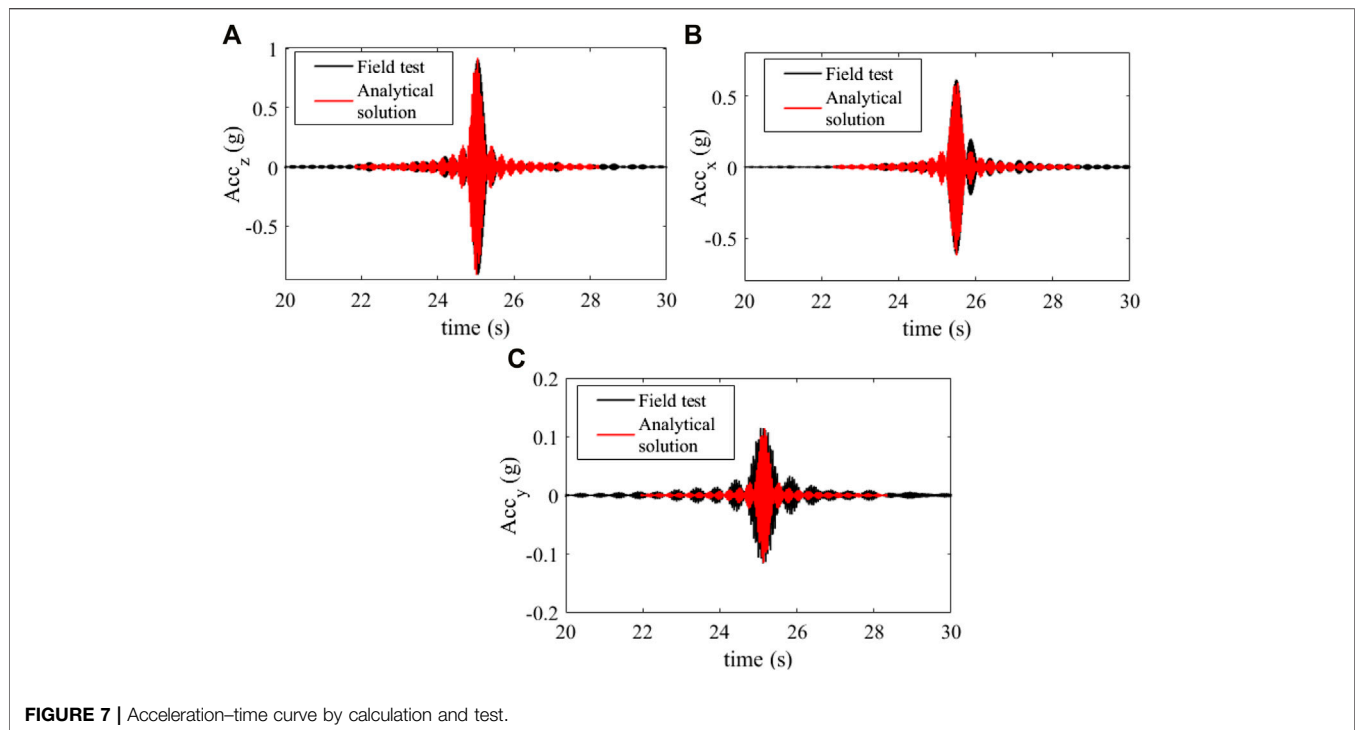 A
Acc_z (g)
1
0.5
0
-0.5
Field test
Analytical
solution
20 22 24 26 28 30
time (s)
B
Acc_x (g)
0.5
0
-0.5
Field test
Analytical
solution
20 22 24 26 28 30
time (s)
C
Acc_y (g)
0.2
0.1
0
-0.1
-0.2
Field test
Analytical
solution
20 22 24 26 28 30
time (s)
FIGURE 7 | Acceleration–time curve by calculation and test.